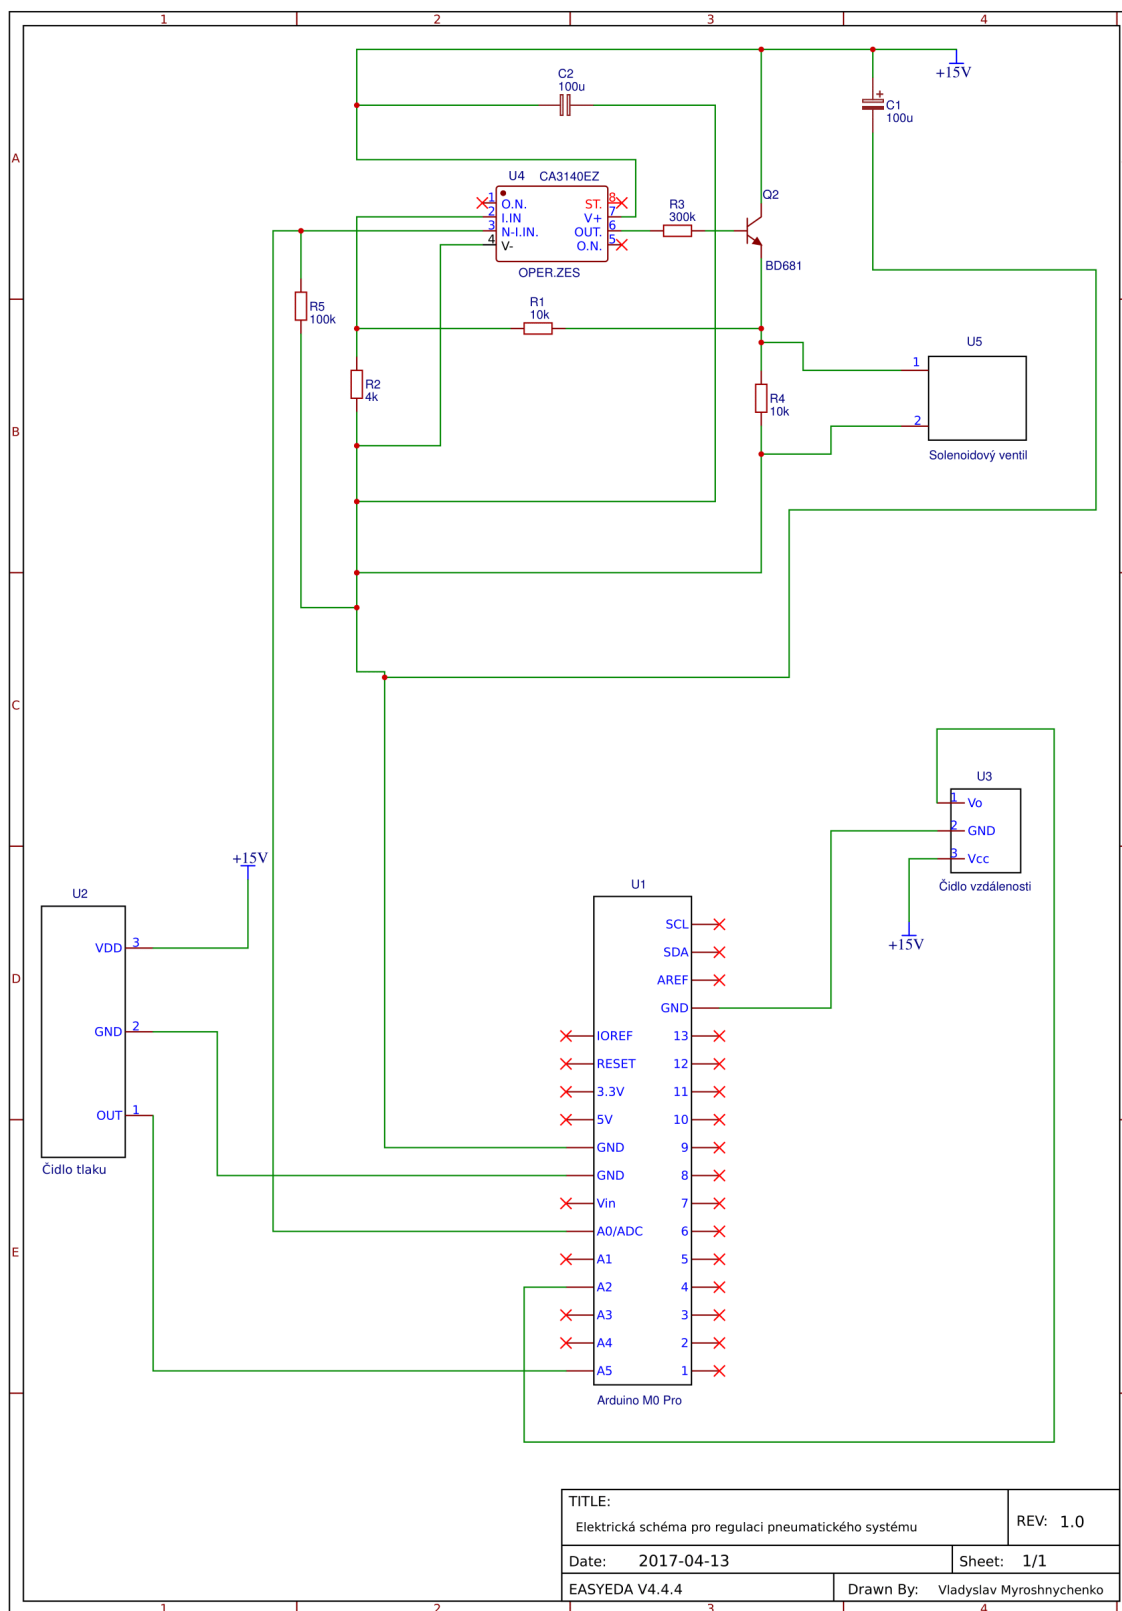 1 2 3 4
A
B
C
D
E
+15V
C2
100u
C1
100u
U4 CA3140EZ
1 O.N.
2 I.IN
3 N-I.IN.
4 V-
ST. 8
V+ 7
OUT. 6
O.N. 5
OPER.ZES
R3
300k
Q2
BD681
R5
100k
R1
10k
R2
4k
R4
10k
U5
1
2
Solenoidový ventil
U3
1 Vo
2 GND
3 Vcc
Čidlo vzdálenosti
+15V
+15V
U2
VDD 3
GND 2
OUT 1
Čidlo tlaku
U1
SCL
SDA
AREF
GND
IOREF 13
RESET 12
3.3V 11
5V 10
GND 9
GND 8
Vin 7
A0/ADC 6
A1 5
A2 4
A3 3
A4 2
A5 1
Arduino M0 Pro
TITLE:
Elektrická schéma pro regulaci pneumatického systému
REV: 1.0
Date: 2017-04-13
Sheet: 1/1
EASYEDA V4.4.4
Drawn By: Vladyslav Myroshnychenko
1 2 3 4